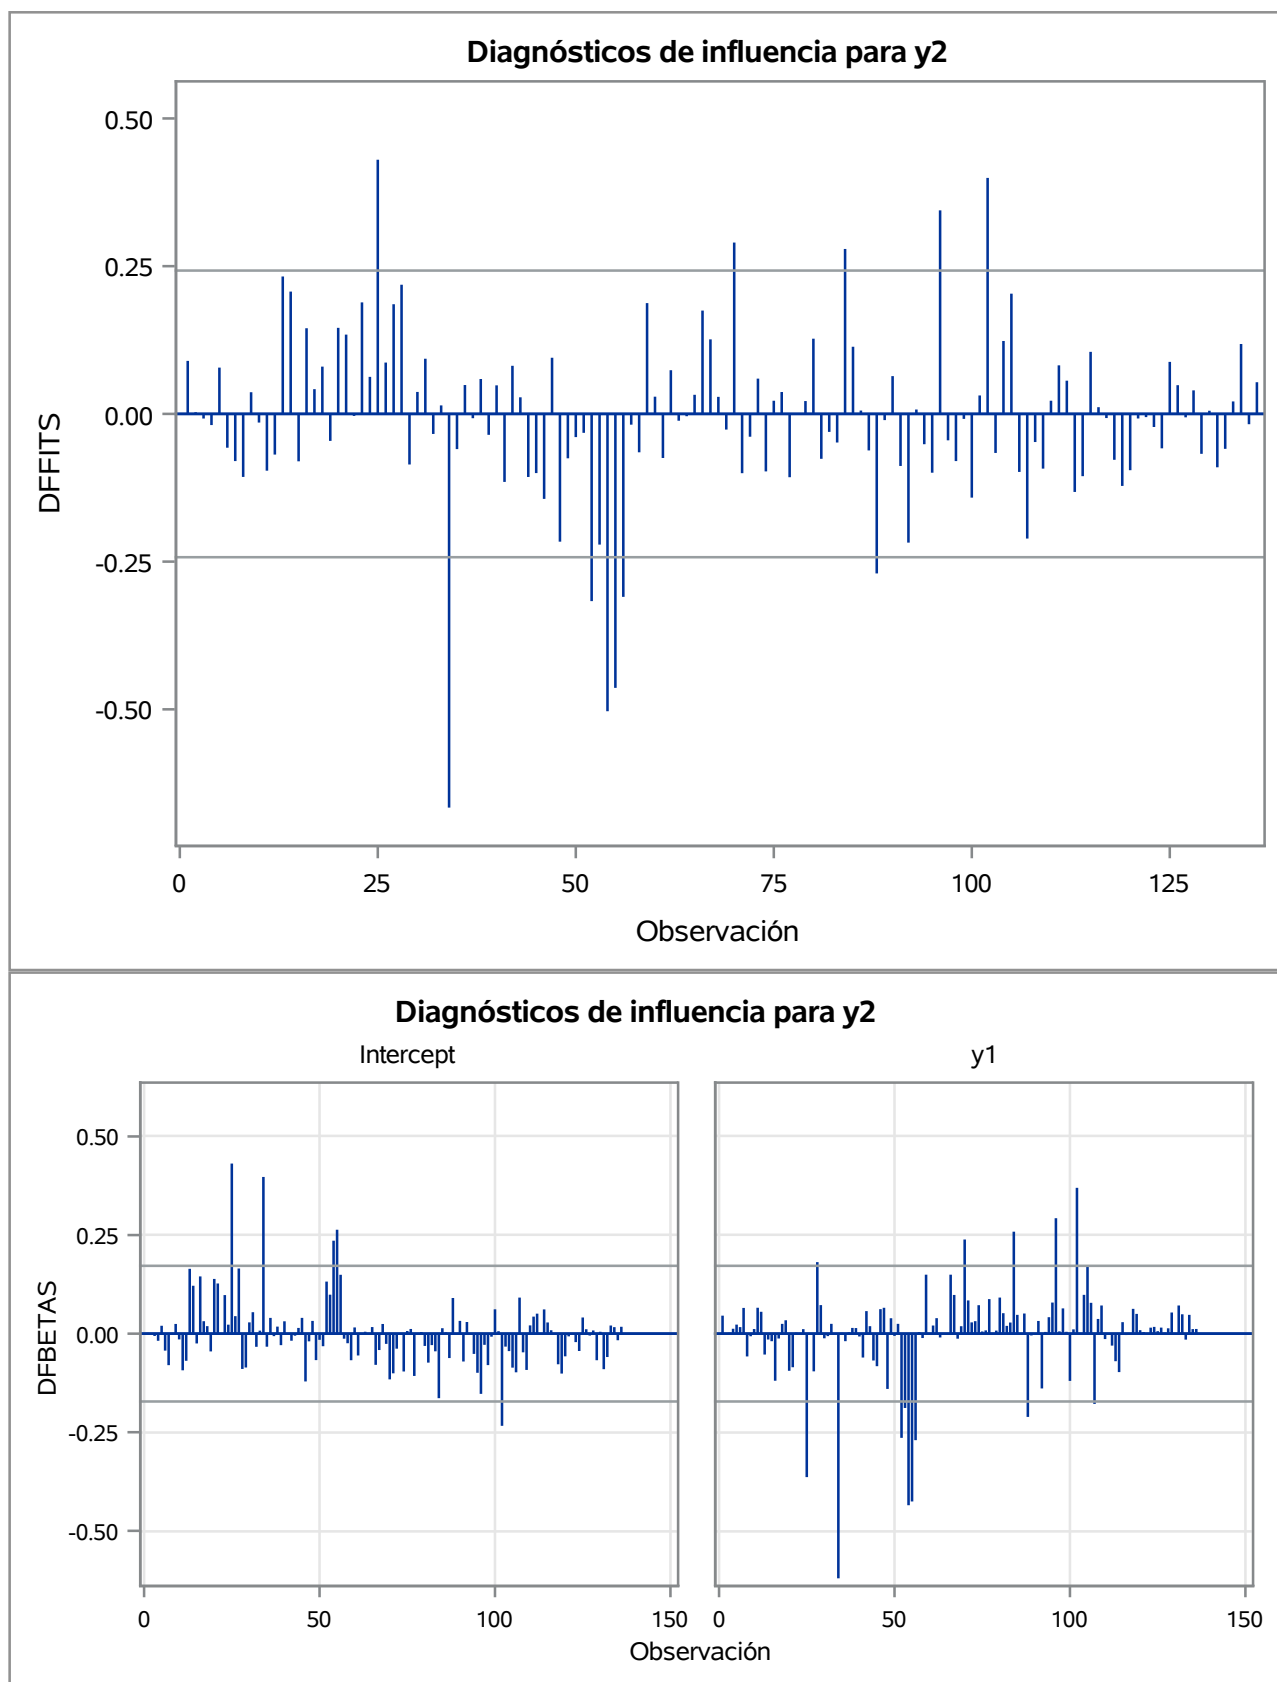 Diagnósticos de influencia para y2
0.50
0.25
0.00
-0.25
-0.50
DFFITS
0 25 50 75 100 125
Observación
Diagnósticos de influencia para y2
Intercept y1
0.50
0.25
0.00
-0.25
-0.50
DFBETAS
0 50 100 150 0 50 100 150
Observación